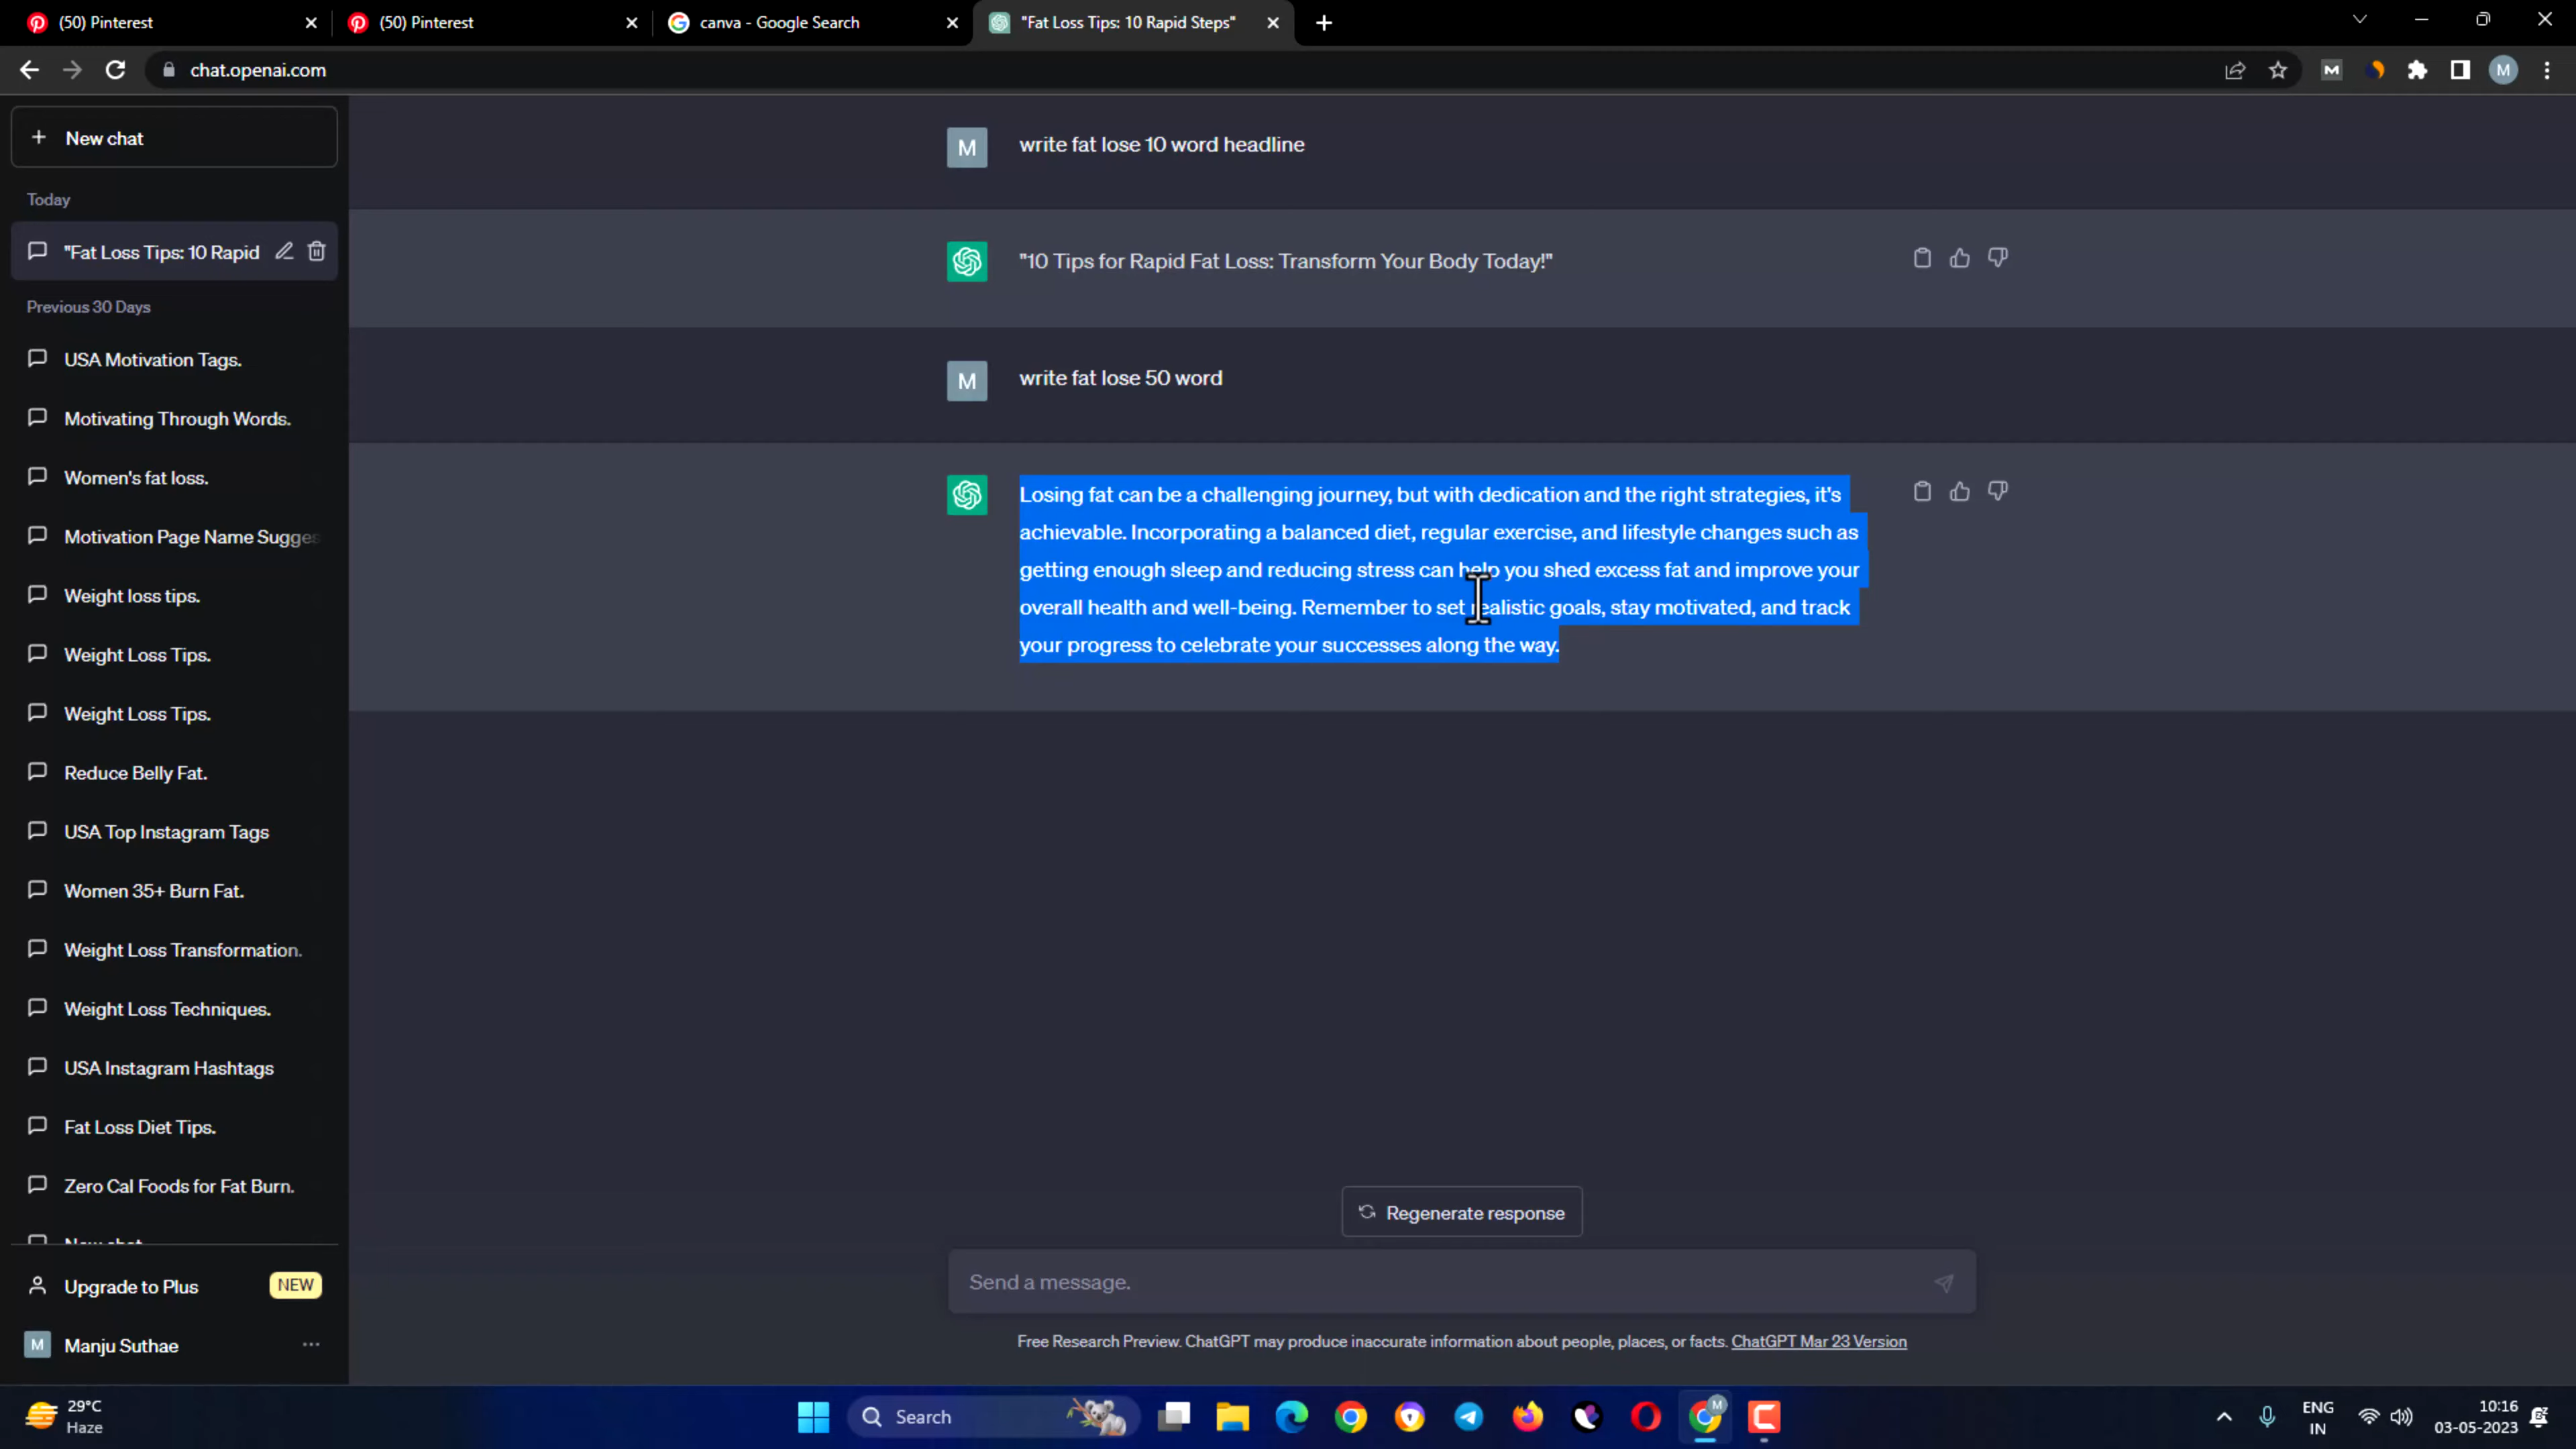 (50) Pinterest
(50) Pinterest
canva - Google Search
"Fat Loss Tips: 10 Rapid Steps"
chat.openai.com
M
M
New chat
Today
"Fat Loss Tips: 10 Rapid
Previous 30 Days
USA Motivation Tags.
Motivating Through Words.
Women's fat loss.
Motivation Page Name Sugges
Weight loss tips.
Weight Loss Tips.
Weight Loss Tips.
Reduce Belly Fat.
USA Top Instagram Tags
Women 35+ Burn Fat.
Weight Loss Transformation.
Weight Loss Techniques.
USA Instagram Hashtags
Fat Loss Diet Tips.
Zero Cal Foods for Fat Burn.
New chat
Upgrade to Plus
NEW
M
Manju Suthae
M
write fat lose 10 word headline
"10 Tips for Rapid Fat Loss: Transform Your Body Today!"
M
write fat lose 50 word
Losing fat can be a challenging journey, but with dedication and the right strategies, it's
achievable. Incorporating a balanced diet, regular exercise, and lifestyle changes such as
getting enough sleep and reducing stress can help you shed excess fat and improve your
overall health and well-being. Remember to set realistic goals, stay motivated, and track
your progress to celebrate your successes along the way.
Regenerate response
Send a message.
Free Research Preview. ChatGPT may produce inaccurate information about people, places, or facts. ChatGPT Mar 23 Version
29°C
Haze
Search
M
ENG
IN
10:16
03-05-2023